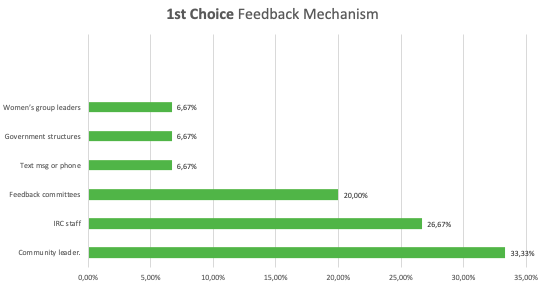 1st Choice Feedback Mechanism
Women's group leaders 6,67%
Government structures 6,67%
Text msg or phone 6,67%
Feedback committees 20,00%
IRC staff 26,67%
Community leader. 33,33%
0,00% 5,00% 10,00% 15,00% 20,00% 25,00% 30,00% 35,00%